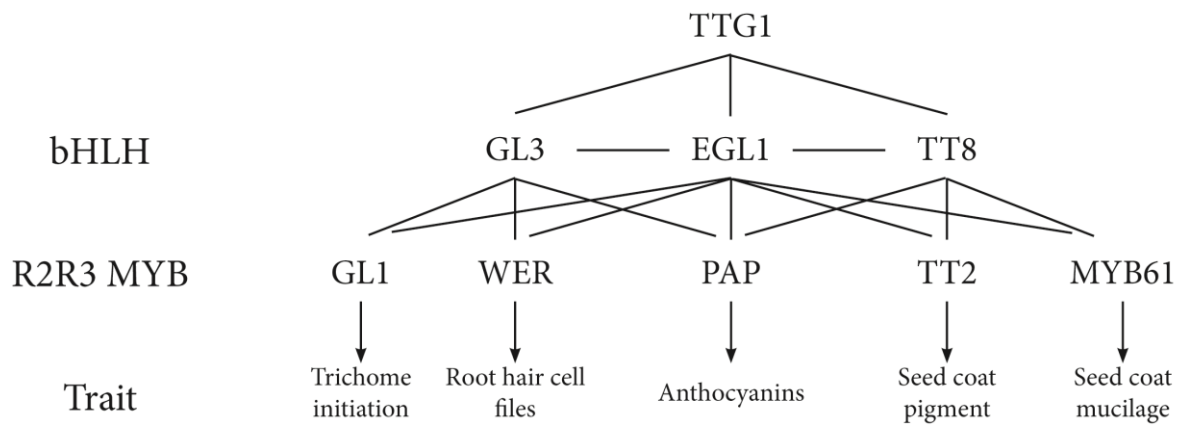 TTG1
bHLH GL3 EGL1 TT8
R2R3 MYB GL1 WER PAP TT2 MYB61
Trait
Trichome
initiation
Root hair cell
files
Anthocyanins
Seed coat
pigment
Seed coat
mucilage